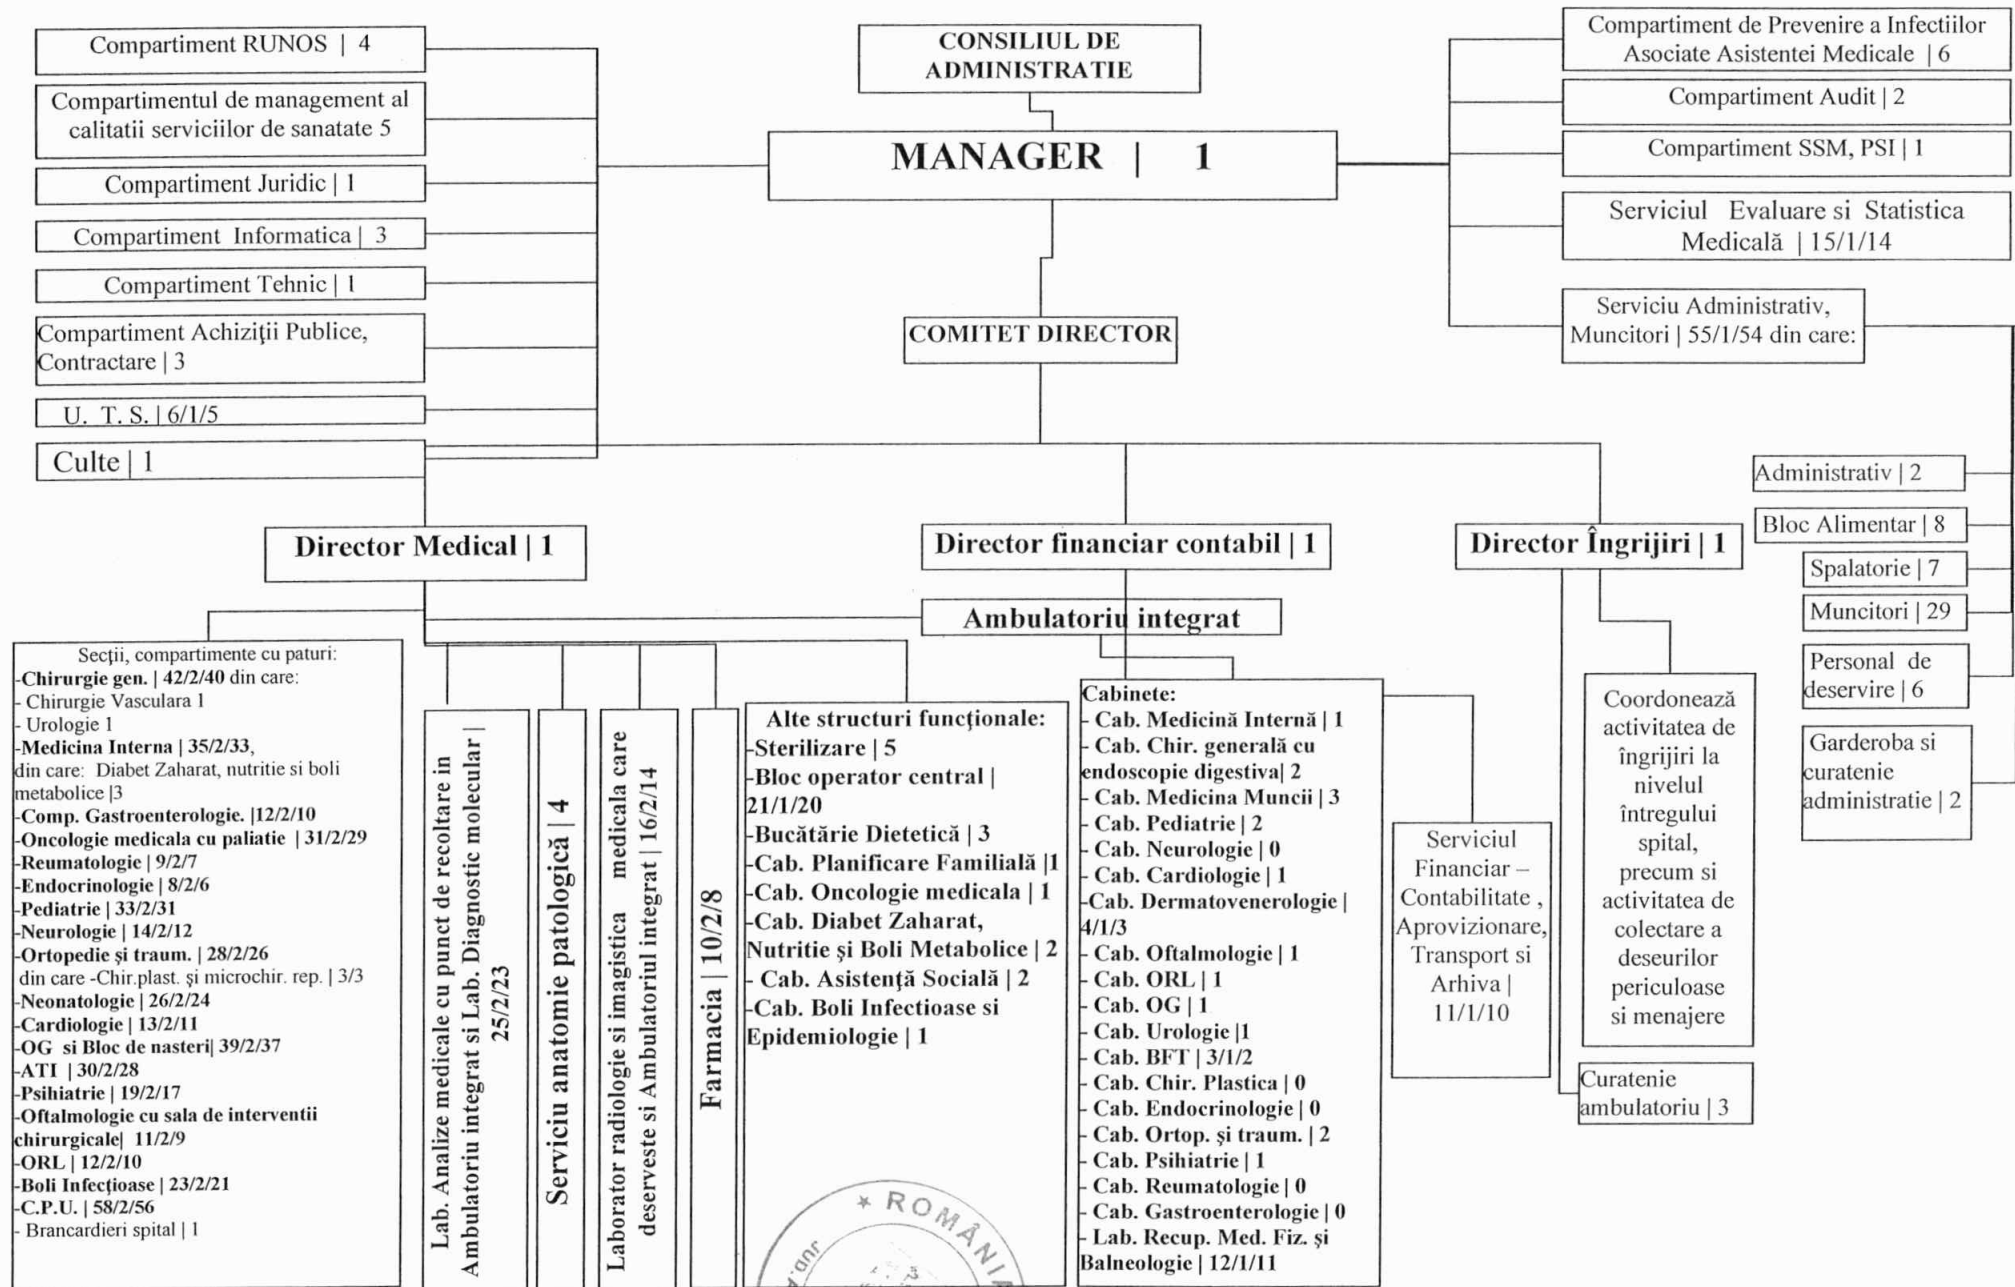 Compartiment RUNOS | 4
Compartimentul de management al
calitatii serviciilor de sanatate 5
Compartiment Juridic | 1
Compartiment Informatica | 3
Compartiment Tehnic | 1
Compartiment Achiziţii Publice,
Contractare | 3
U. T. S. | 6/1/5
Culte | 1
CONSILIUL DE
ADMINISTRATIE
MANAGER | 1
COMITET DIRECTOR
Compartiment de Prevenire a Infectiilor
Asociate Asistentei Medicale | 6
Compartiment Audit | 2
Compartiment SSM, PSI | 1
Serviciul Evaluare si Statistica
Medicală | 15/1/14
Serviciu Administrativ,
Muncitori | 55/1/54 din care:
Administrativ | 2
Bloc Alimentar | 8
Spalatorie | 7
Muncitori | 29
Personal de
deservire | 6
Garderoba si
curatenie
administratie | 2
Director Medical | 1
Director financiar contabil | 1
Director Îngrijiri | 1
Ambulatoriu integrat
Secţii, compartimente cu paturi:
-Chirurgie gen. | 42/2/40 din care:
- Chirurgie Vasculara 1
- Urologie 1
-Medicina Interna | 35/2/33,
din care: Diabet Zaharat, nutritie si boli
metabolice |3
-Comp. Gastroenterologie. |12/2/10
-Oncologie medicala cu paliatie | 31/2/29
-Reumatologie | 9/2/7
-Endocrinologie | 8/2/6
-Pediatrie | 33/2/31
-Neurologie | 14/2/12
-Ortopedie şi traum. | 28/2/26
din care -Chir.plast. şi microchir. rep. | 3/3
-Neonatologie | 26/2/24
-Cardiologie | 13/2/11
-OG si Bloc de nasteri| 39/2/37
-ATI | 30/2/28
-Psihiatrie | 19/2/17
-Oftalmologie cu sala de interventii
chirurgicale| 11/2/9
-ORL | 12/2/10
-Boli Infecţioase | 23/2/21
-C.P.U. | 58/2/56
- Brancardieri spital | 1
Lab. Analize medicale cu punct de recoltare in
Ambulatoriu integrat si Lab. Diagnostic molecular |
25/2/23
Serviciu anatomie patologică | 4
Laborator radiologie si imagistica medicala care
deserveste si Ambulatoriul integrat | 16/2/14
Farmacia | 10/2/8
Alte structuri funcţionale:
-Sterilizare | 5
-Bloc operator central |
21/1/20
-Bucătărie Dietetică | 3
-Cab. Planificare Familială |1
-Cab. Oncologie medicala | 1
-Cab. Diabet Zaharat,
Nutritie şi Boli Metabolice | 2
- Cab. Asistenţă Socială | 2
-Cab. Boli Infectioase si
Epidemiologie | 1
Cabinete:
- Cab. Medicină Internă | 1
- Cab. Chir. generală cu
endoscopie digestiva| 2
- Cab. Medicina Muncii | 3
- Cab. Pediatrie | 2
- Cab. Neurologie | 0
- Cab. Cardiologie | 1
-Cab. Dermatovenerologie |
4/1/3
- Cab. Oftalmologie | 1
- Cab. ORL | 1
- Cab. OG | 1
- Cab. Urologie |1
- Cab. BFT | 3/1/2
- Cab. Chir. Plastica | 0
- Cab. Endocrinologie | 0
- Cab. Ortop. şi traum. | 2
- Cab. Psihiatrie | 1
- Cab. Reumatologie | 0
- Cab. Gastroenterologie | 0
- Lab. Recup. Med. Fiz. şi
Balneologie | 12/1/11
Serviciul
Financiar –
Contabilitate ,
Aprovizionare,
Transport si
Arhiva |
11/1/10
Coordonează
activitatea de
îngrijiri la
nivelul
întregului
spital,
precum si
activitatea de
colectare a
deseurilor
periculoase
si menajere
Curatenie
ambulatoriu | 3
ROMÂNIA
JUD.